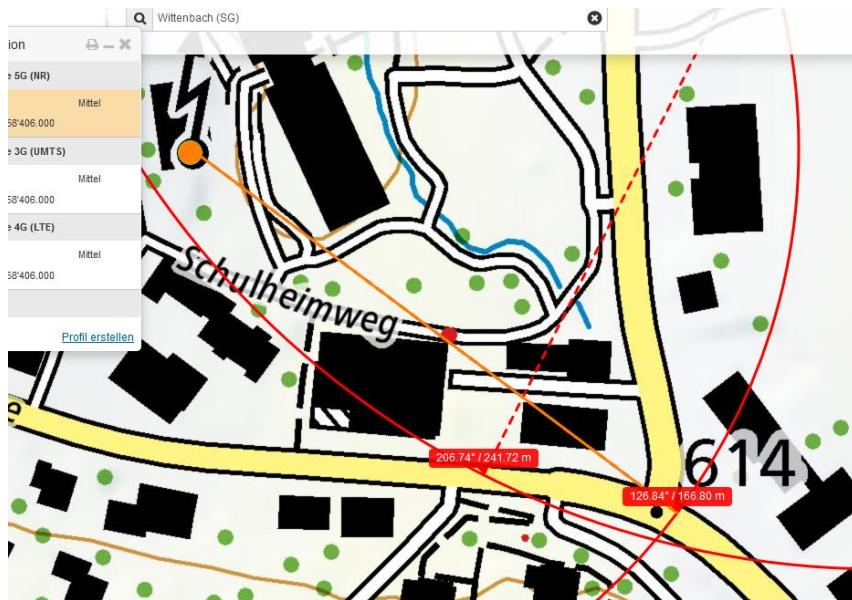 Wittenbach (SG)
ion
e 5G (NR)
Mittel
58'406.000
e 3G (UMTS)
Mittel
58'406.000
e 4G (LTE)
Mittel
58'406.000
Profil erstellen
Schulheimweg
e
206.74° / 241.72 m
614
126.84° / 166.80 m